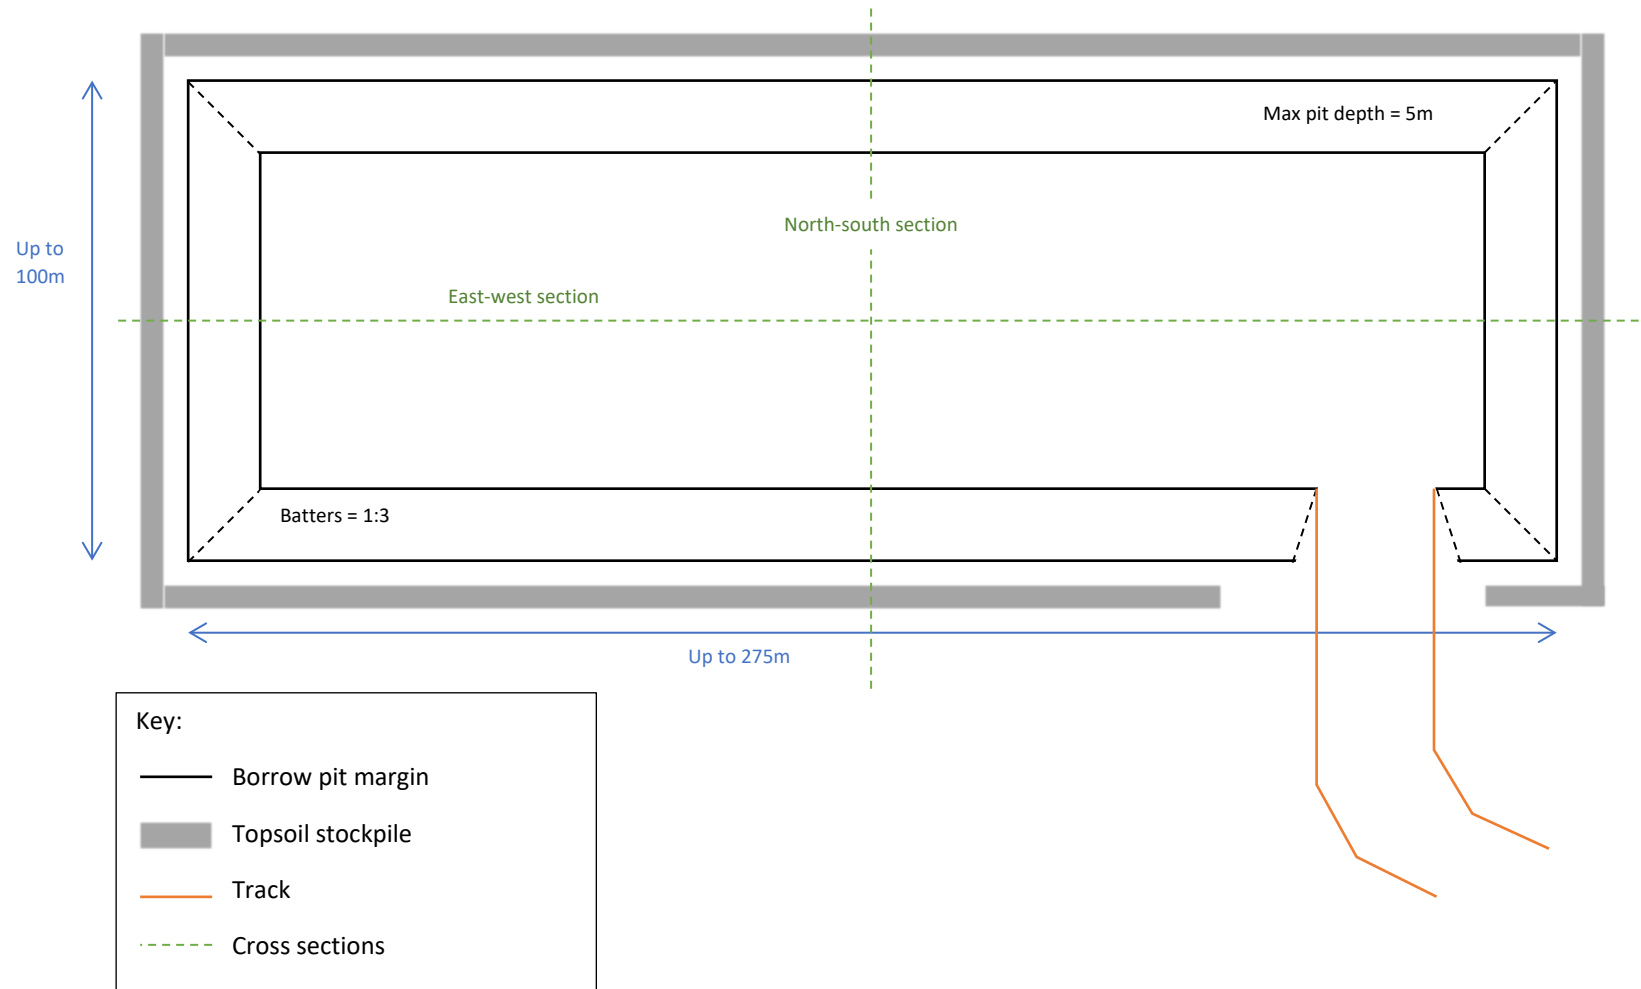 Max pit depth = 5m
North-south section
Up to
100m
East-west section
Batters = 1:3
Up to 275m
Key:
Borrow pit margin
Topsoil stockpile
Track
Cross sections